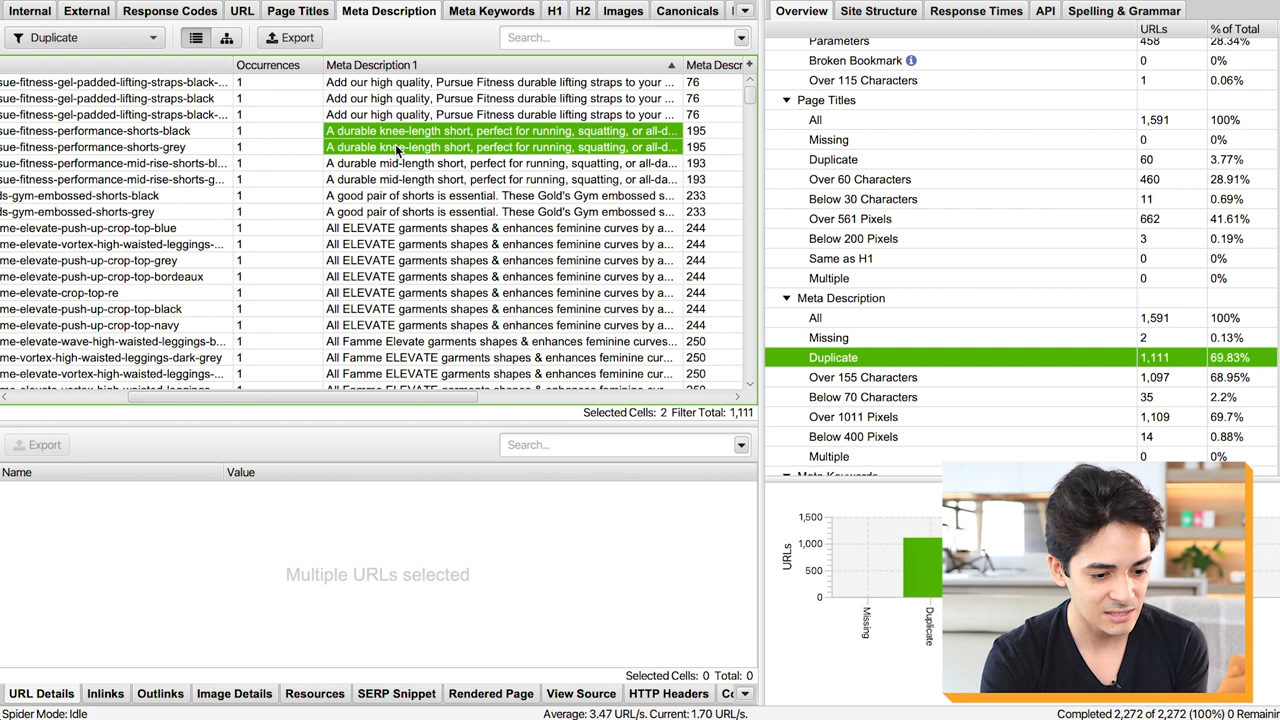 Internal External Response Codes URL Page Titles Meta Description Meta Keywords H1 H2 Images Canonicals
Duplicate Export Search...
Occurrences Meta Description 1 Meta Descr
sue-fitness-gel-padded-lifting-straps-black-... 1 Add our high quality, Pursue Fitness durable lifting straps to your ... 76
sue-fitness-gel-padded-lifting-straps-black 1 Add our high quality, Pursue Fitness durable lifting straps to your ... 76
sue-fitness-gel-padded-lifting-straps-black 1 Add our high quality, Pursue Fitness durable lifting straps to your ... 76
sue-fitness-performance-shorts-black 1 A durable knee-length short, perfect for running, squatting, or all-d... 195
sue-fitness-performance-shorts-grey 1 A durable knee-length short, perfect for running, squatting, or all-d... 195
sue-fitness-performance-mid-rise-shorts-bl... 1 A durable mid-length short, perfect for running, squatting, or all-da... 193
sue-fitness-performance-mid-rise-shorts-g... 1 A durable mid-length short, perfect for running, squatting, or all-da... 193
ds-gym-embossed-shorts-black 1 A good pair of shorts is essential. These Gold's Gym embossed s... 233
ds-gym-embossed-shorts-grey 1 A good pair of shorts is essential. These Gold's Gym embossed s... 233
me-elevate-push-up-crop-top-blue 1 All ELEVATE garments shapes & enhances feminine curves by a... 244
me-elevate-vortex-high-waisted-leggings-... 1 All ELEVATE garments shapes & enhances feminine curves by a... 244
me-elevate-push-up-crop-top-grey 1 All ELEVATE garments shapes & enhances feminine curves by a... 244
me-elevate-push-up-crop-top-bordeaux 1 All ELEVATE garments shapes & enhances feminine curves by a... 244
me-elevate-crop-top-re 1 All ELEVATE garments shapes & enhances feminine curves by a... 244
me-elevate-push-up-crop-top-black 1 All ELEVATE garments shapes & enhances feminine curves by a... 244
me-elevate-push-up-crop-top-navy 1 All ELEVATE garments shapes & enhances feminine curves by a... 244
me-elevate-wave-high-waisted-leggings-b... 1 All Famme Elevate garments shapes & enhances feminine curves... 250
me-vortex-high-waisted-leggings-dark-grey 1 All Famme ELEVATE garments shapes & enhances feminine cur... 250
me-elevate-vortex-high-waisted-leggings-... 1 All Famme ELEVATE garments shapes & enhances feminine cur... 250
Selected Cells: 2 Filter Total: 1,111
Export Search...
Name Value
Multiple URLs selected
Selected Cells: 0 Total: 0
URL Details Inlinks Outlinks Image Details Resources SERP Snippet Rendered Page View Source HTTP Headers
Spider Mode: Idle Average: 3.47 URL/s. Current: 1.70 URL/s. Completed 2,272 of 2,272 (100%) 0 Remainir
Overview Site Structure Response Times API Spelling & Grammar
URLs % of Total
Parameters 458 28.34%
Broken Bookmark 0 0%
Over 115 Characters 1 0.06%
Page Titles
All 1,591 100%
Missing 0 0%
Duplicate 60 3.77%
Over 60 Characters 460 28.91%
Below 30 Characters 11 0.69%
Over 561 Pixels 662 41.61%
Below 200 Pixels 3 0.19%
Same as H1 0 0%
Multiple 0 0%
Meta Description
All 1,591 100%
Missing 2 0.13%
Duplicate 1,111 69.83%
Over 155 Characters 1,097 68.95%
Below 70 Characters 35 2.2%
Over 1011 Pixels 1,109 69.7%
Below 400 Pixels 14 0.88%
Multiple 0 0%
1,500
1,000
500
0
URLs
Missing
Duplicate